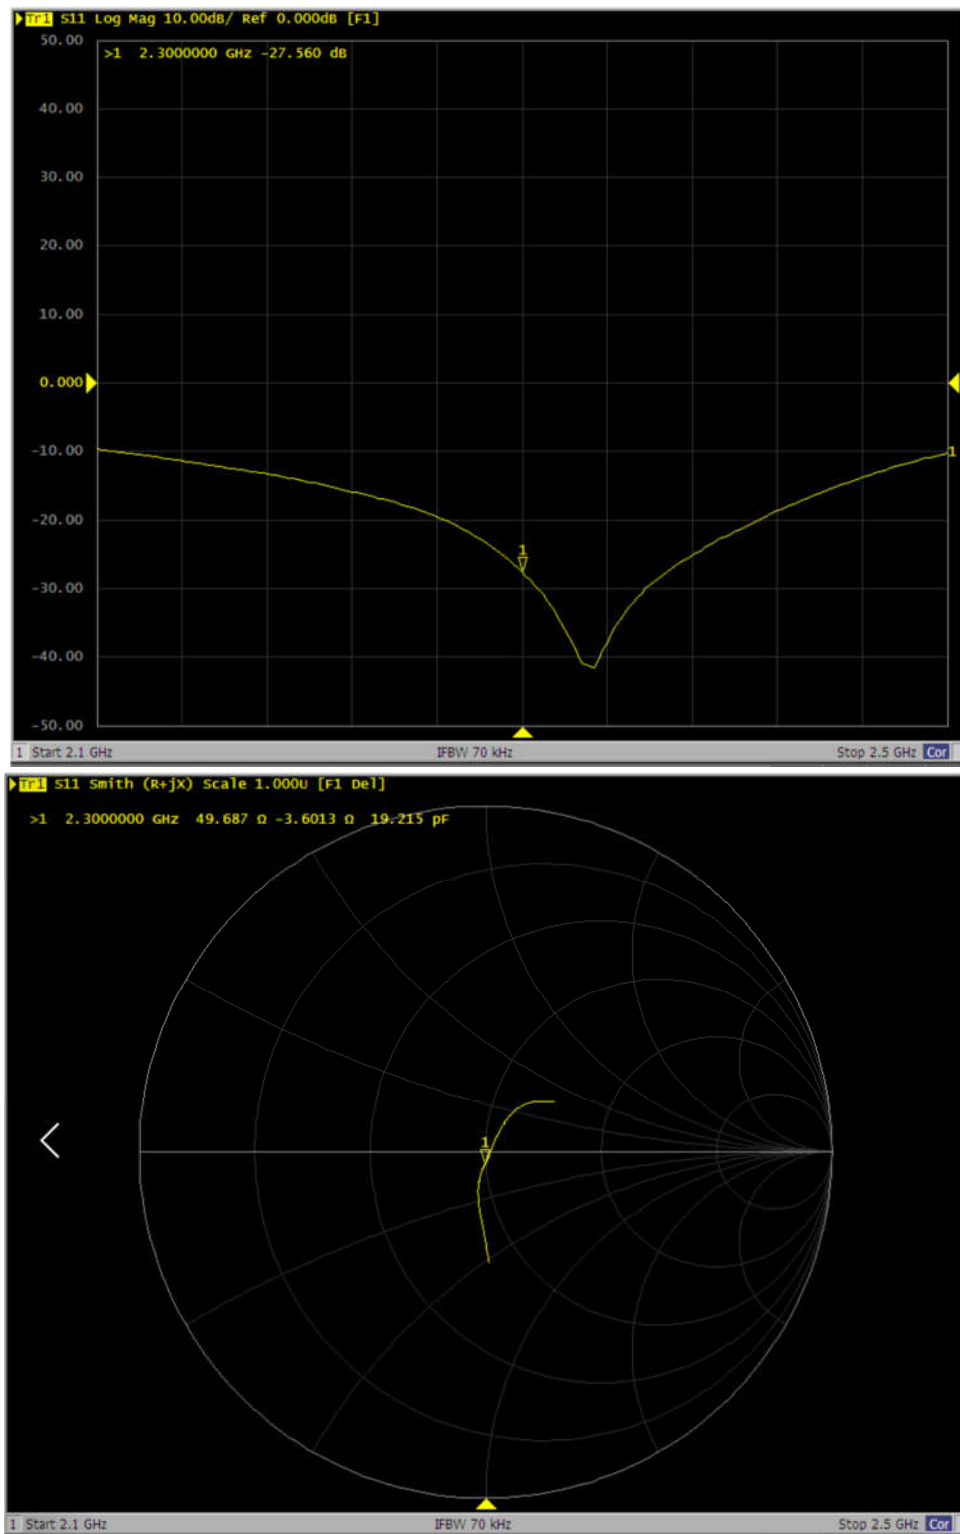 Tr1 S11 Log Mag 10.00dB/ Ref 0.000dB [F1]
50.00
>1 2.3000000 GHz -27.560 dB
40.00
30.00
20.00
10.00
0.000
-10.00
1
-20.00
1
-30.00
-40.00
-50.00
1 Start 2.1 GHz IFBW 70 kHz Stop 2.5 GHz Cor
Tr1 S11 Smith (R+jX) Scale 1.000U [F1 Del]
>1 2.3000000 GHz 49.687 Ω -3.6013 Ω 19.215 pF
1
1 Start 2.1 GHz IFBW 70 kHz Stop 2.5 GHz Cor